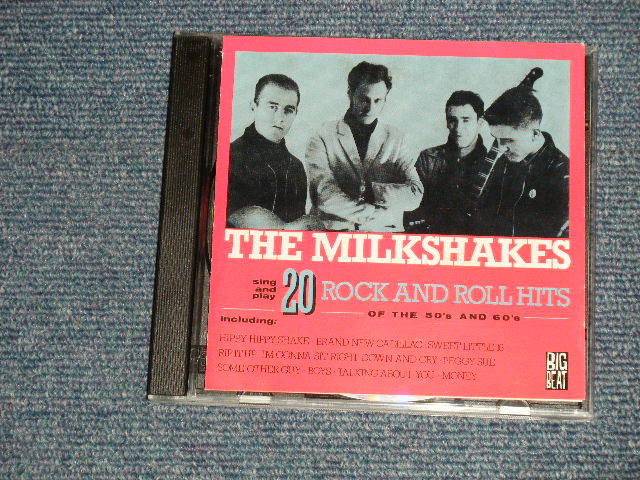 THE MILKSHAKES
sing and play
20 ROCK AND ROLL HITS
OF THE 50's AND 60's
including:
HIPPY HIPPY SHAKE · BRAND NEW CADILLAC · SWEET LITTLE 16
RIP IT UP · I'M GONNA SIT RIGHT DOWN AND CRY · PEGGY SUE
SOME OTHER GUY · BOYS · TALKING ABOUT YOU · MONEY
BIG BEAT